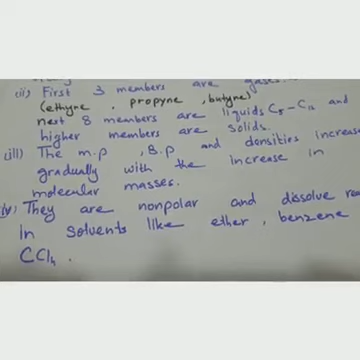 ii) First 3 members are gases.
(ethyne , propyne , butyne)
next 8 members are liquids C5 - C12 and
higher members are solids.
(iii) The m.p , B.p and densities increase
gradually with the increase in
molecular masses.
iv) They are nonpolar and dissolve
in solvents like ether , benzene
CCl4 .